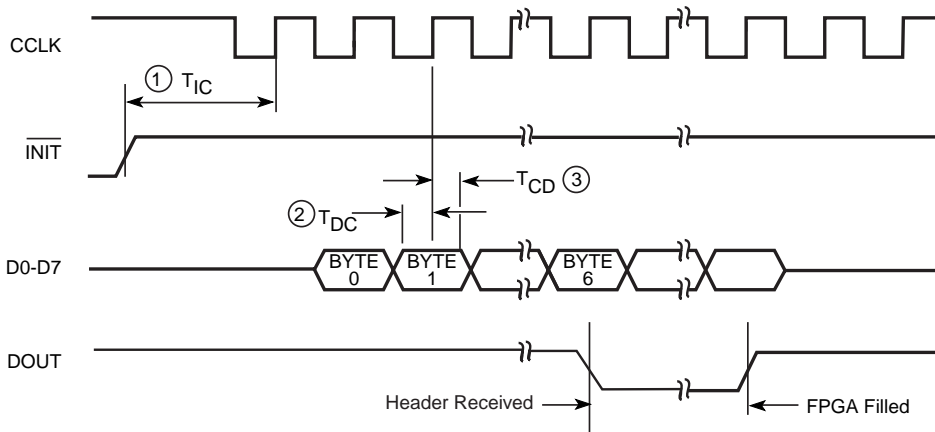 CCLK
① T_IC
INIT
T_CD ③
② T_DC
D0-D7
BYTE 0
BYTE 1
BYTE 6
DOUT
Header Received
FPGA Filled